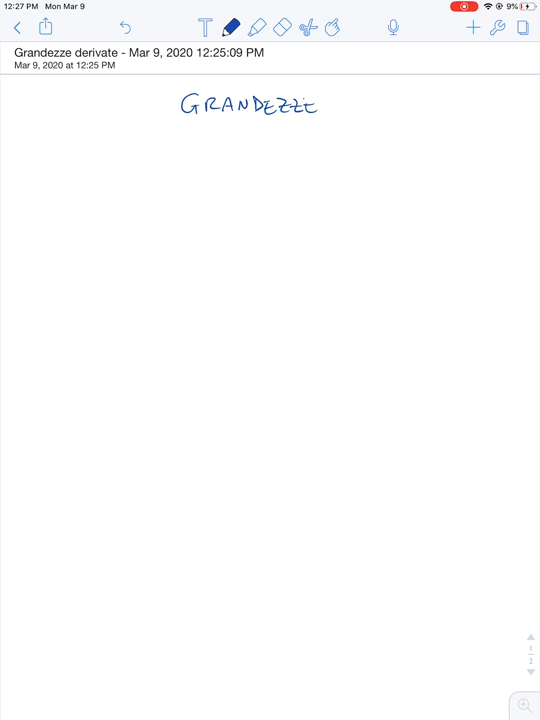 12:27 PM Mon Mar 9
9%
T
Grandezze derivate - Mar 9, 2020 12:25:09 PM
Mar 9, 2020 at 12:25 PM
GRANDEZZE
1
2